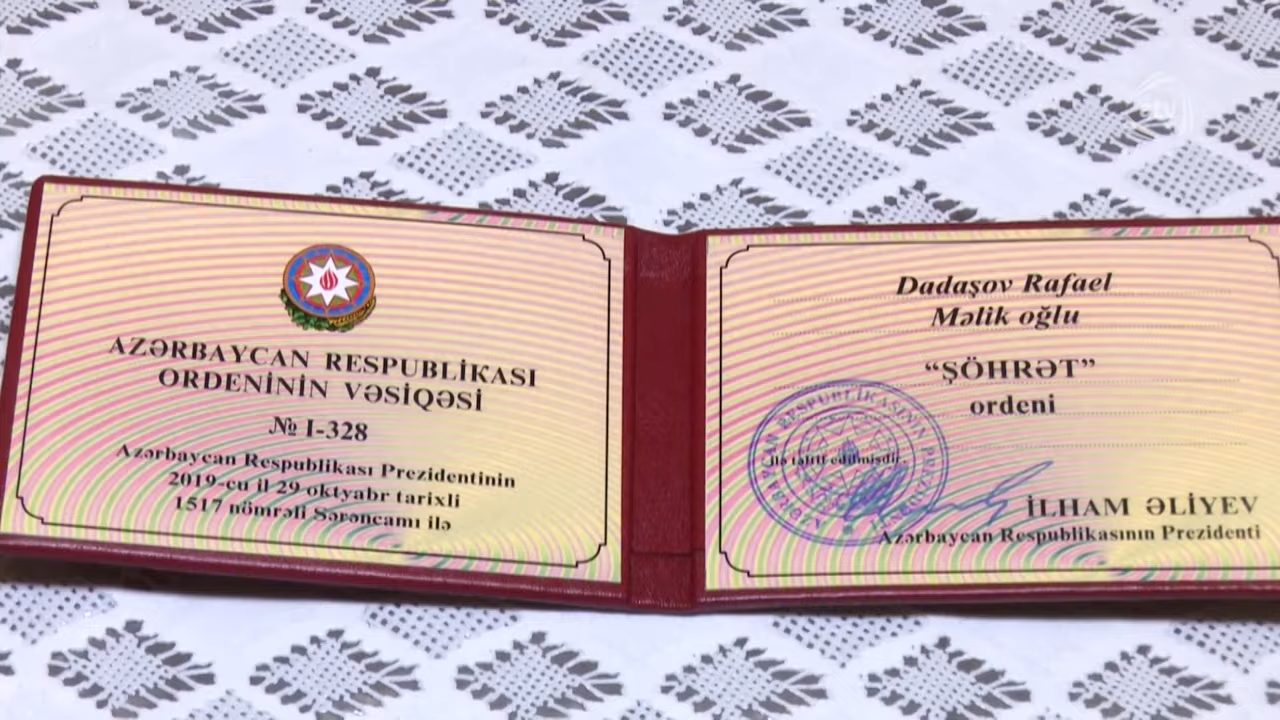 AZƏRBAYCAN RESPUBLİKASI
ORDENİNİN VƏSİQƏSİ
№ I-328
Azərbaycan Respublikası Prezidentinin
2019-cu il 29 oktyabr tarixli
1517 nömrəli Sərəncamı ilə
Dadaşov Rafael
Məlik oğlu
“ŞÖHRƏT”
ordeni
ilə təltif edilmişdir.
İLHAM ƏLİYEV
Azərbaycan Respublikasının Prezidenti